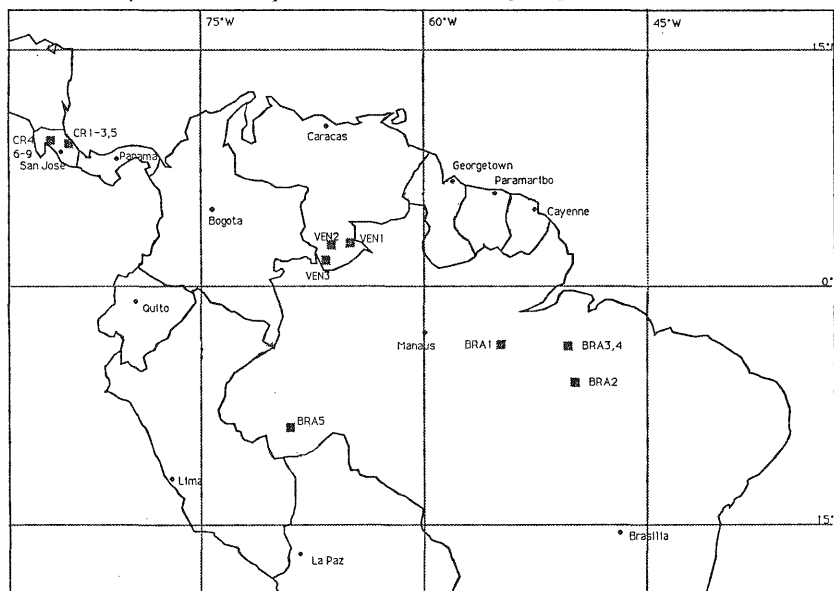 75°W
60°W
45°W
15°
CR4
CR1-3,5
6-9
San Jose
Panama
Caracas
Georgetown
Paramaribo
Cayenne
Bogota
VEN2
VEN1
VEN3
0°
Quito
Manaus
BRA1
BRA3,4
BRA2
BRA5
Lima
15°
Brasilia
La Paz